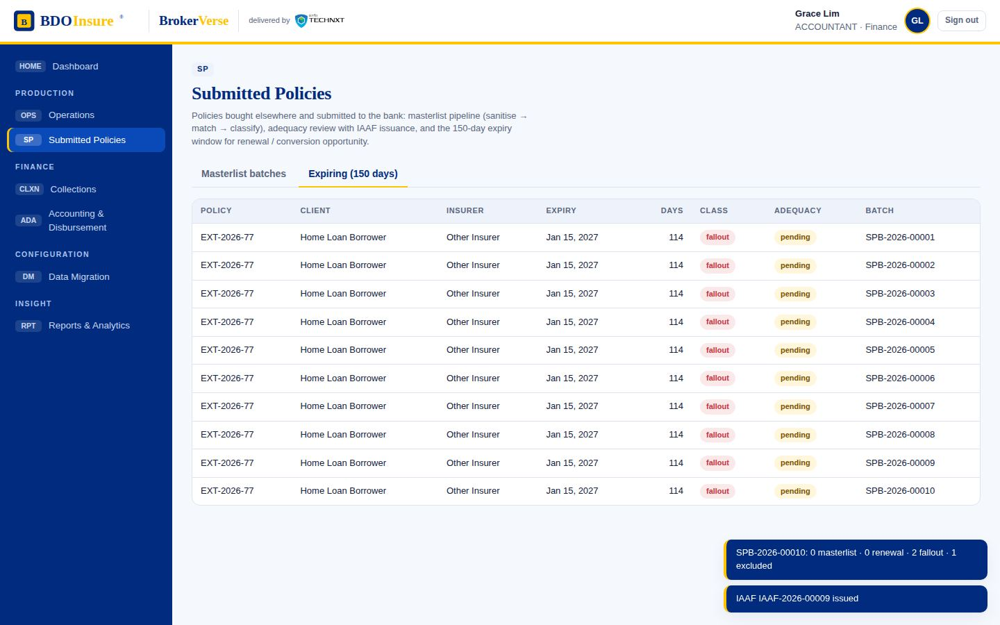 B BDOInsure ® BrokerVerse delivered by TECHNXT
Grace Lim
ACCOUNTANT · Finance GL Sign out
HOME Dashboard
PRODUCTION
OPS Operations
SP Submitted Policies
FINANCE
CLXN Collections
ADA Accounting &
Disbursement
CONFIGURATION
DM Data Migration
INSIGHT
RPT Reports & Analytics
SP
Submitted Policies
Policies bought elsewhere and submitted to the bank: masterlist pipeline (sanitise →
match → classify), adequacy review with IAAF issuance, and the 150-day expiry
window for renewal / conversion opportunity.
Masterlist batches Expiring (150 days)
POLICY CLIENT INSURER EXPIRY DAYS CLASS ADEQUACY BATCH
EXT-2026-77 Home Loan Borrower Other Insurer Jan 15, 2027 114 fallout pending SPB-2026-00001
EXT-2026-77 Home Loan Borrower Other Insurer Jan 15, 2027 114 fallout pending SPB-2026-00002
EXT-2026-77 Home Loan Borrower Other Insurer Jan 15, 2027 114 fallout pending SPB-2026-00003
EXT-2026-77 Home Loan Borrower Other Insurer Jan 15, 2027 114 fallout pending SPB-2026-00004
EXT-2026-77 Home Loan Borrower Other Insurer Jan 15, 2027 114 fallout pending SPB-2026-00005
EXT-2026-77 Home Loan Borrower Other Insurer Jan 15, 2027 114 fallout pending SPB-2026-00006
EXT-2026-77 Home Loan Borrower Other Insurer Jan 15, 2027 114 fallout pending SPB-2026-00007
EXT-2026-77 Home Loan Borrower Other Insurer Jan 15, 2027 114 fallout pending SPB-2026-00008
EXT-2026-77 Home Loan Borrower Other Insurer Jan 15, 2027 114 fallout pending SPB-2026-00009
EXT-2026-77 Home Loan Borrower Other Insurer Jan 15, 2027 114 fallout pending SPB-2026-00010
SPB-2026-00010: 0 masterlist · 0 renewal · 2 fallout · 1
excluded
IAAF IAAF-2026-00009 issued